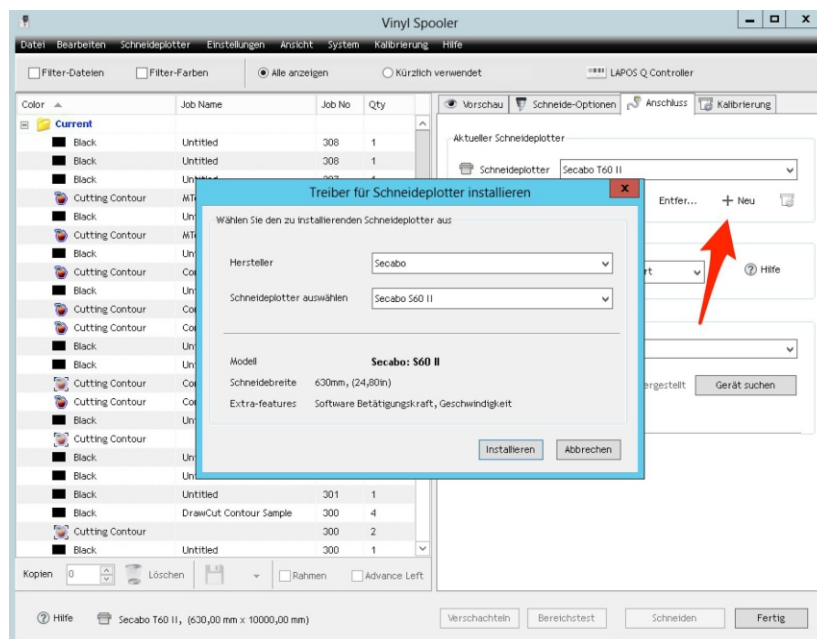 Vinyl Spooler
Datei Bearbeiten Schneideplotter Einstellungen Ansicht System Kalibrierung Hilfe
Filter-Dateien Filter-Farben Alle anzeigen Kürzlich verwendet LAPOS Q Controller
Color Job Name Job No Qty
Current
Black Untitled 308 1
Black Untitled 308 1
Black
Cutting Contour
Black
Cutting Contour
Black
Cutting Contour
Black
Cutting Contour
Cutting Contour
Black
Black
Cutting Contour
Cutting Contour
Black
Cutting Contour
Black
Black
Black Untitled 301 1
Black DrawCut Contour Sample 300 4
Cutting Contour 300 2
Black Untitled 300 1
Kopien 0 Löschen Rahmen Advance Left
Vorschau Schneide-Optionen Anschluss Kalibrierung
Aktueller Schneideplotter
Schneideplotter Secabo T60 II
Entfer... Neu
Hilfe
Gerät suchen
Treiber für Schneideplotter installieren
Wählen Sie den zu installierenden Schneideplotter aus
Hersteller Secabo
Schneideplotter auswählen Secabo S60 II
Modell Secabo: S60 II
Schneidebreite 630mm, (24,80in)
Extra-features Software Betätigungskraft, Geschwindigkeit
Installieren Abbrechen
Hilfe Secabo T60 II, (630,00 mm x 10000,00 mm)
Verschachteln Bereichstest Schneiden Fertig